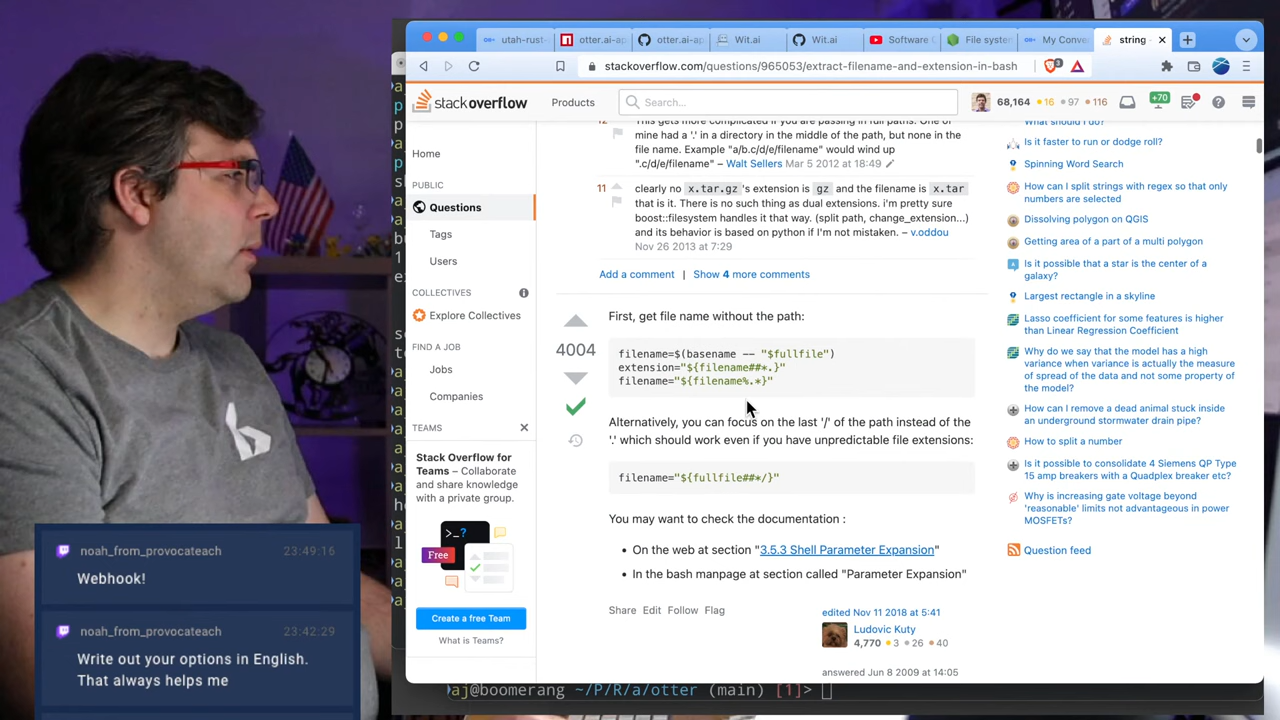 utah-rust-
otter.ai-ap
otter.ai-ap
Wit.ai
Wit.ai
Software
File syste
My Conve
string
stackoverflow.com/questions/965053/extract-filename-and-extension-in-bash
stackoverflow
Products
Search...
68,164 16 97 116
+70
Home
PUBLIC
Questions
Tags
Users
COLLECTIVES
Explore Collectives
FIND A JOB
Jobs
Companies
TEAMS
Stack Overflow for
Teams – Collaborate
and share knowledge
with a private group.
Free
Create a free Team
What is Teams?
12
This gets more complicated if you are passing in full paths. One of
mine had a '.' in a directory in the middle of the path, but none in the
file name. Example "a/b.c/d/e/filename" would wind up
".c/d/e/filename" – Walt Sellers Mar 5 2012 at 18:49
11
clearly no x.tar.gz 's extension is gz and the filename is x.tar
that is it. There is no such thing as dual extensions. i'm pretty sure
boost::filesystem handles it that way. (split path, change_extension...)
and its behavior is based on python if I'm not mistaken. – v.oddou
Nov 26 2013 at 7:29
Add a comment | Show 4 more comments
4004
First, get file name without the path:
filename=$(basename -- "$fullfile")
extension="${filename##*.}"
filename="${filename%.*}"
Alternatively, you can focus on the last '/' of the path instead of the
'.' which should work even if you have unpredictable file extensions:
filename="${fullfile##*/}"
You may want to check the documentation :
On the web at section "3.5.3 Shell Parameter Expansion"
In the bash manpage at section called "Parameter Expansion"
Share Edit Follow Flag
edited Nov 11 2018 at 5:41
Ludovic Kuty
4,770 3 26 40
answered Jun 8 2009 at 14:05
What should I do?
Is it faster to run or dodge roll?
Spinning Word Search
How can I split strings with regex so that only
numbers are selected
Dissolving polygon on QGIS
Getting area of a part of a multi polygon
Is it possible that a star is the center of a
galaxy?
Largest rectangle in a skyline
Lasso coefficient for some features is higher
than Linear Regression Coefficient
Why do we say that the model has a high
variance when variance is actually the measure
of spread of the data and not some property of
the model?
How can I remove a dead animal stuck inside
an underground stormwater drain pipe?
How to split a number
Is it possible to consolidate 4 Siemens QP Type
15 amp breakers with a Quadplex breaker etc?
Why is increasing gate voltage beyond
'reasonable' limits not advantageous in power
MOSFETs?
Question feed
noah_from_provocateach 23:49:16
Webhook!
noah_from_provocateach 23:42:29
Write out your options in English.
That always helps me
aj@boomerang ~/P/R/a/otter (main) [1]>